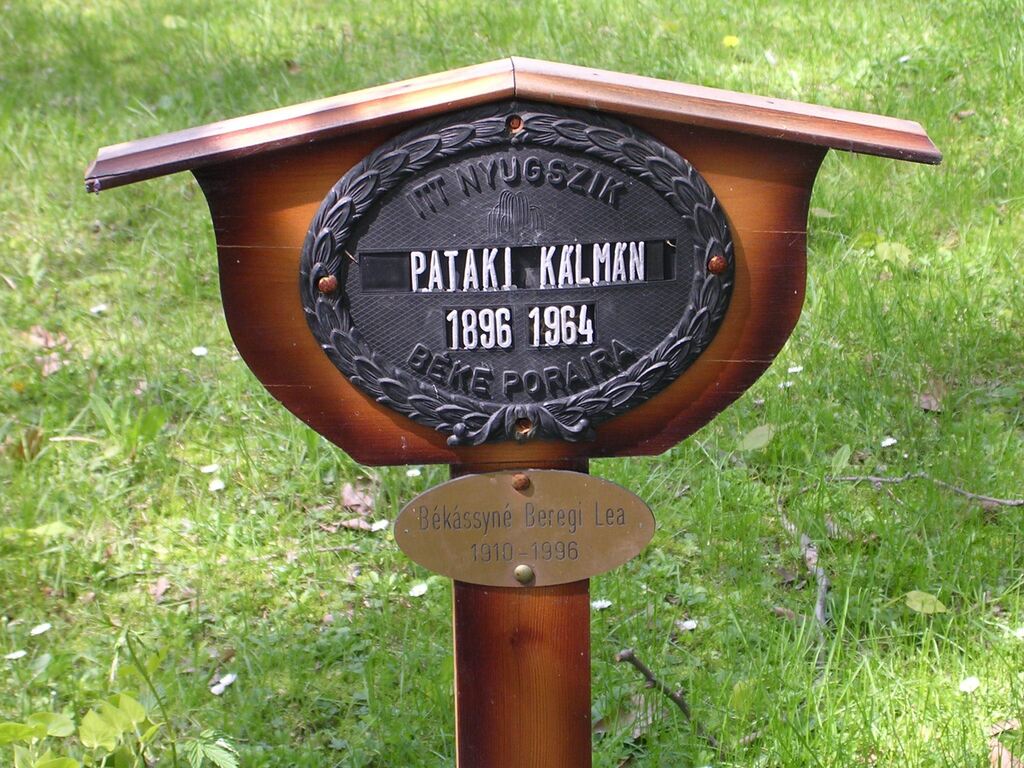 ITT NYUGSZIK
PATAKI KÁLMÁN
1896 1964
BÉKE PORAIRA
Békássyné Beregi Lea
1910-1996